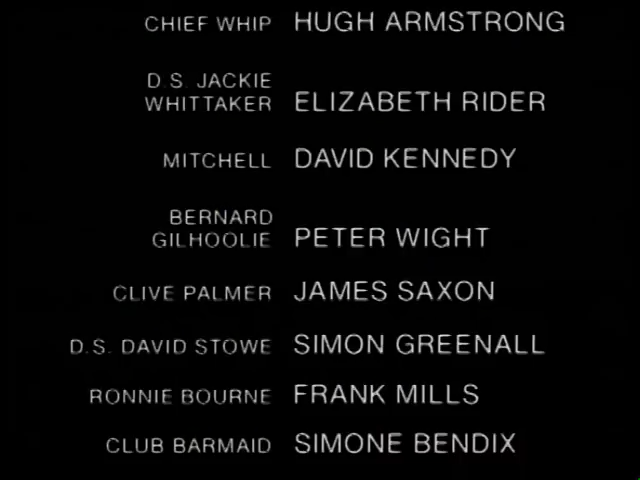 CHIEF WHIP HUGH ARMSTRONG
D.S. JACKIE
WHITTAKER ELIZABETH RIDER
MITCHELL DAVID KENNEDY
BERNARD
GILHOOLIE PETER WIGHT
CLIVE PALMER JAMES SAXON
D.S. DAVID STOWE SIMON GREENALL
RONNIE BOURNE FRANK MILLS
CLUB BARMAID SIMONE BENDIX